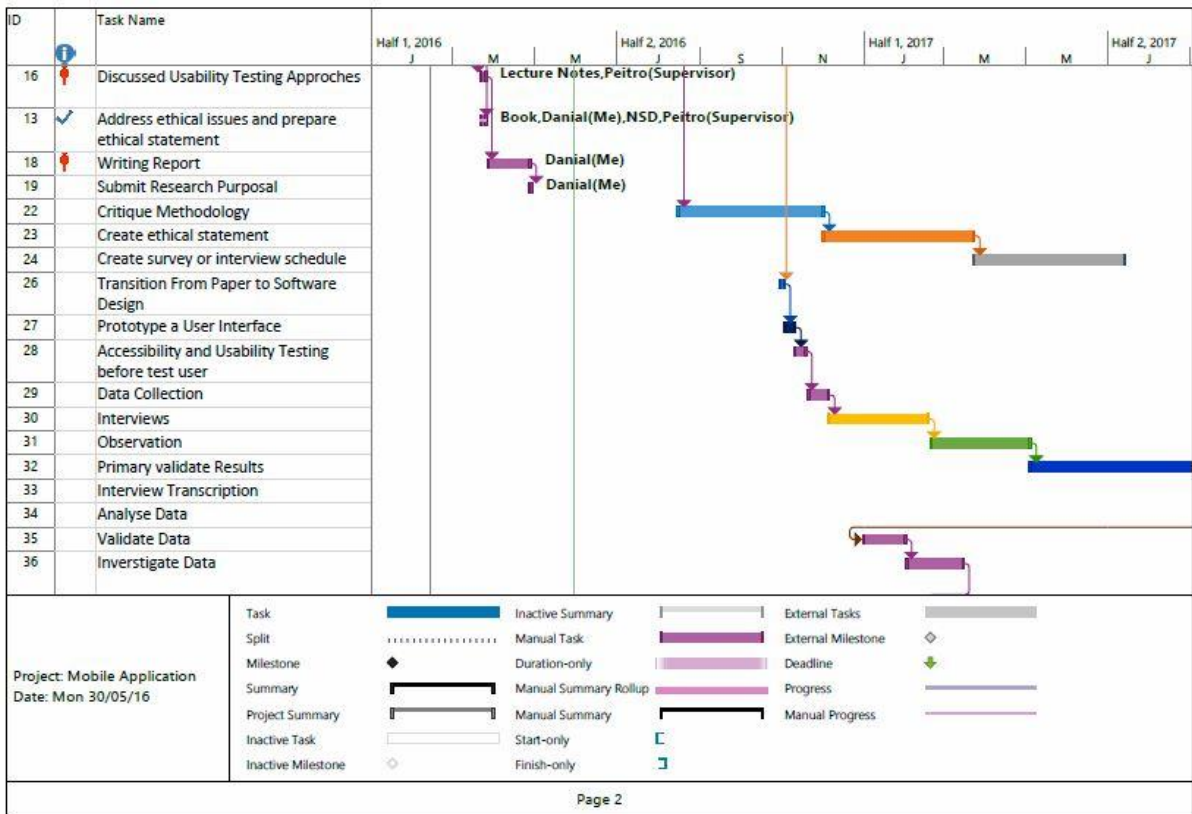 ID Task Name
Half 1, 2016 Half 2, 2016 Half 1, 2017 Half 2, 2017
J M M J S N J M M J
16 Discussed Usability Testing Approches Lecture Notes,Peitro(Supervisor)
13 Address ethical issues and prepare Book,Danial(Me),NSD,Peitro(Supervisor)
ethical statement
18 Writing Report Danial(Me)
19 Submit Research Purposal Danial(Me)
22 Critique Methodology
23 Create ethical statement
24 Create survey or interview schedule
26 Transition From Paper to Software
Design
27 Prototype a User Interface
28 Accessibility and Usability Testing
before test user
29 Data Collection
30 Interviews
31 Observation
32 Primary validate Results
33 Interview Transcription
34 Analyse Data
35 Validate Data
36 Inverstigate Data
Project: Mobile Application
Date: Mon 30/05/16
Task Inactive Summary External Tasks
Split Manual Task External Milestone
Milestone Duration-only Deadline
Summary Manual Summary Rollup Progress
Project Summary Manual Summary Manual Progress
Inactive Task Start-only
Inactive Milestone Finish-only
Page 2